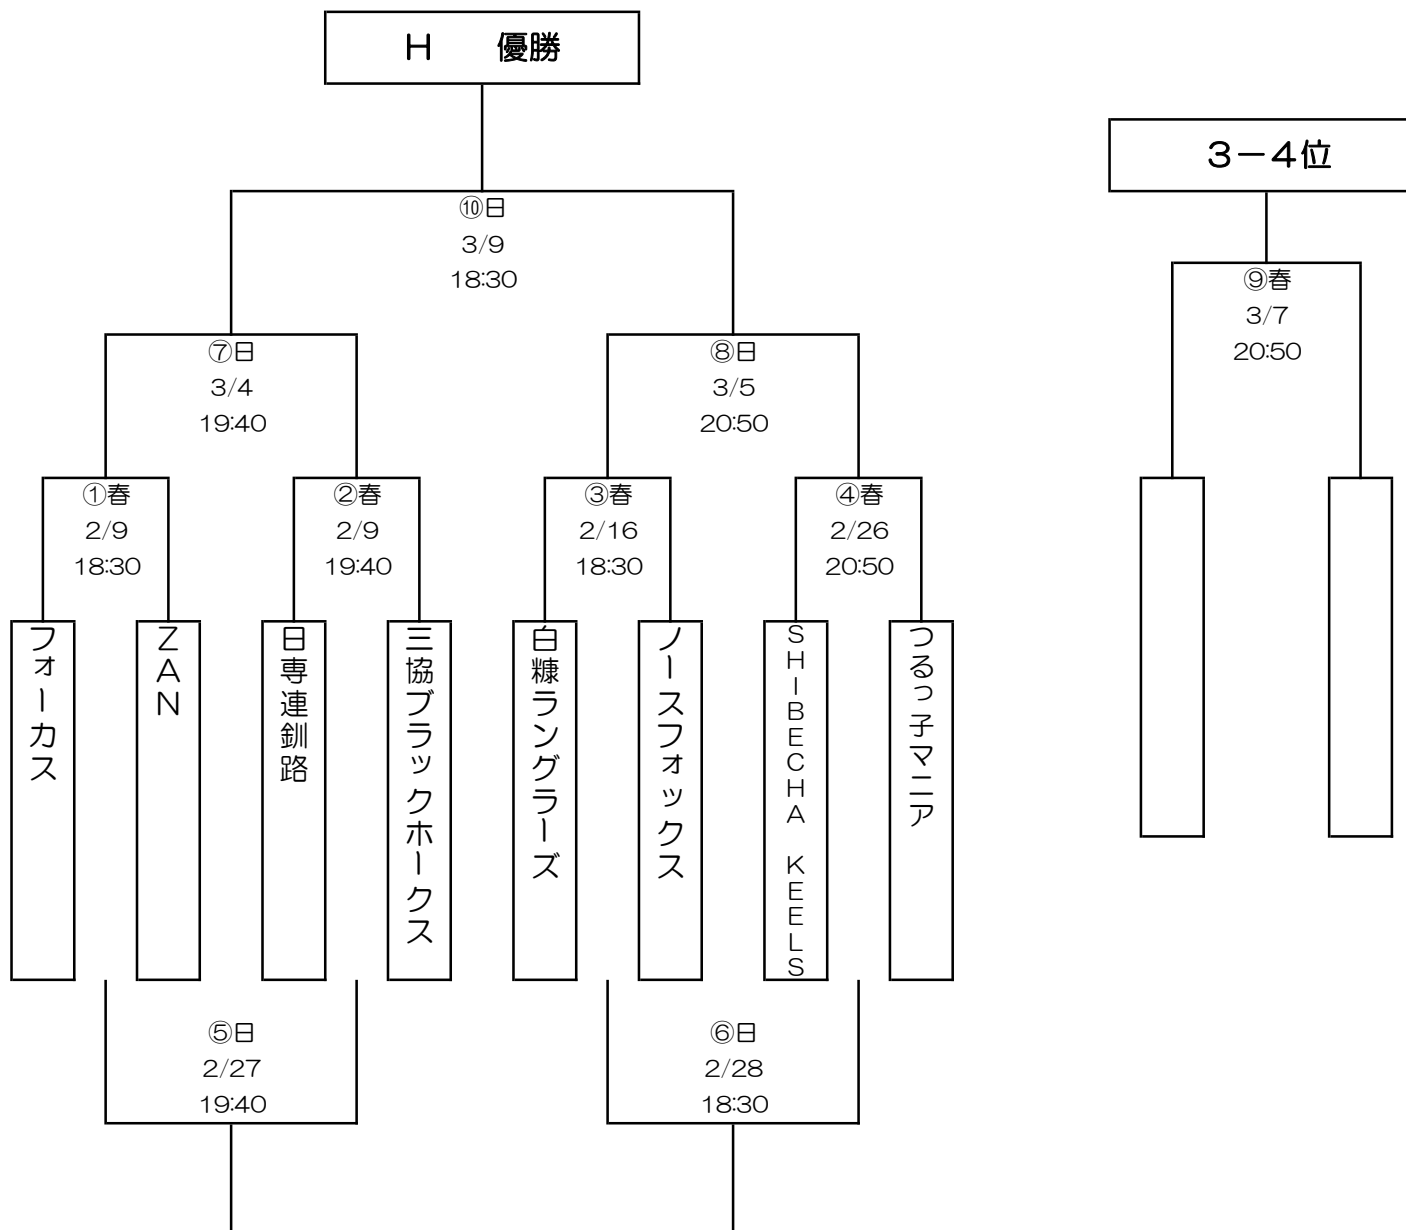 H　優勝
3－4位
⑩日
3/9
18:30
⑨春
3/7
20:50
⑦日
3/4
19:40
⑧日
3/5
20:50
①春
2/9
18:30
②春
2/9
19:40
③春
2/16
18:30
④春
2/26
20:50
フォーカス
ZAN
日専連釧路
三協ブラックホークス
白糠ラングラーズ
ノースフォックス
SHIBECHA KEELS
つるっ子マニア
⑤日
2/27
19:40
⑥日
2/28
18:30